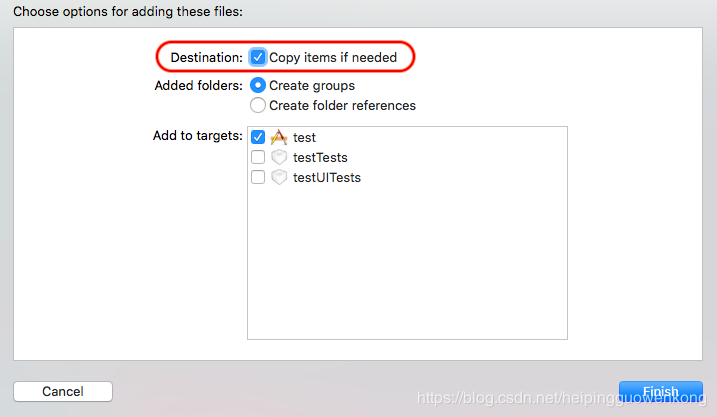 Choose options for adding these files:
Destination: Copy items if needed
Added folders: Create groups
Create folder references
Add to targets: test
testTests
testUITests
Cancel Finish
https://blog.csdn.net/heipingguowenkong